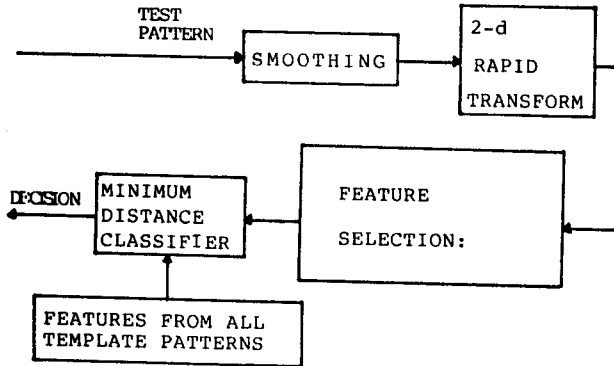 TEST
PATTERN
SMOOTHING
2-d
RAPID
TRANSFORM
FEATURE
SELECTION:
MINIMUM
DISTANCE
CLASSIFIER
DECISION
FEATURES FROM ALL
TEMPLATE PATTERNS